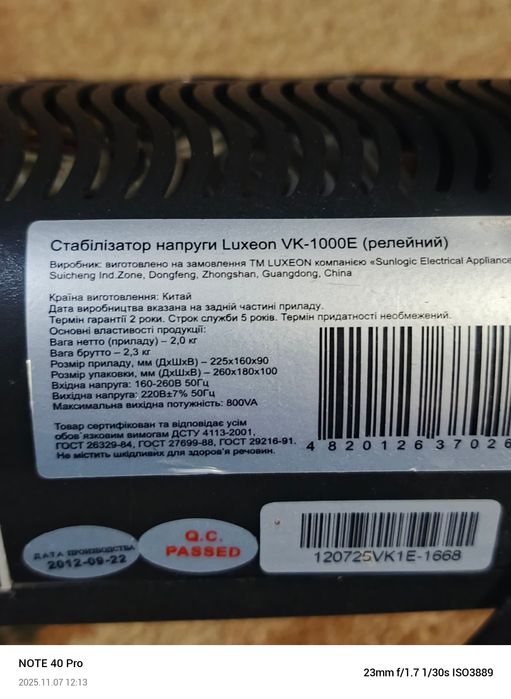 Стабілізатор напруги Luxeon VK-1000E (релейний)
Виробник: виготовлено на замовлення ТМ LUXEON компанією «Sunlogic Electrical Appliance
Suicheng Ind.Zone, Dongfeng, Zhongshan, Guangdong, China
Країна виготовлення: Китай
Дата виробництва вказана на задній частині приладу.
Термін гарантії 2 роки. Строк служби 5 років. Термін придатності необмежений.
Основні властивості продукції:
Вага нетто (приладу) – 2,0 кг
Вага брутто – 2,3 кг
Розмір приладу, мм (ДхШхВ) – 225х160х90
Розмір упаковки, мм (ДхШхВ) – 260х180х100
Вхідна напруга: 160-260В 50Гц
Вихідна напруга: 220В±7% 50Гц
Максимальна вихідна потужність: 800VA
Товар сертифікован та відповідає усім
обов'язковим вимогам ДСТУ 4113-2001,
ГОСТ 26329-84, ГОСТ 27699-88, ГОСТ 29216-91.
Не містить шкідливих для здоров'я речовин.
4 820126 37026
ДАТА ПРОИЗВОДСТВА
2012-09-22
Q.C.
PASSED
120725VK1E-1668
NOTE 40 Pro
2025.11.07 12:13
23mm f/1.7 1/30s ISO3889